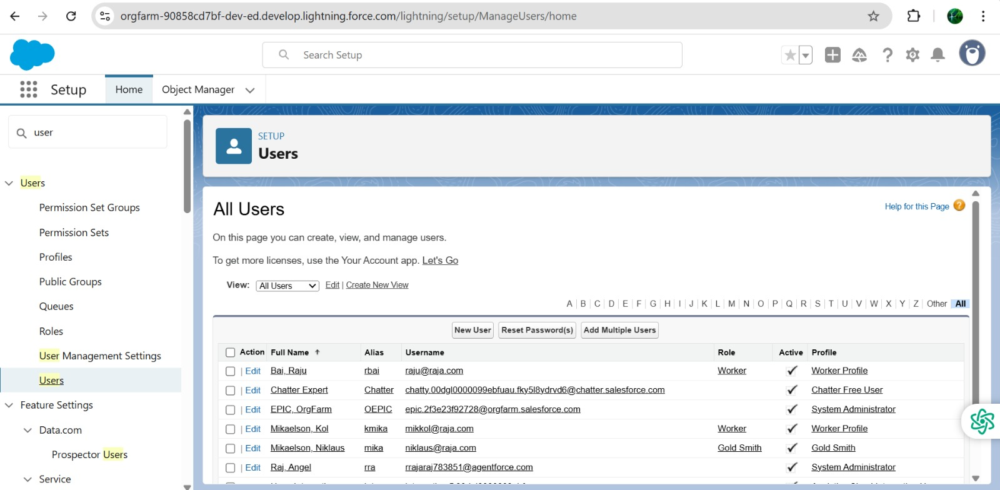 orgfarm-90858cd7bf-dev-ed.develop.lightning.force.com/lightning/setup/ManageUsers/home
Search Setup
Setup Home Object Manager
user
Users
Permission Set Groups
Permission Sets
Profiles
Public Groups
Queues
Roles
User Management Settings
Users
Feature Settings
Data.com
Prospector Users
Service
SETUP
Users
All Users
Help for this Page ?
On this page you can create, view, and manage users.
To get more licenses, use the Your Account app. Let's Go
View: All Users Edit | Create New View
A | B | C | D | E | F | G | H | I | J | K | L | M | N | O | P | Q | R | S | T | U | V | W | X | Y | Z | Other All
New User Reset Password(s) Add Multiple Users
Action Full Name ↑ Alias Username Role Active Profile
| Edit Bai, Raju rbai raju@raja.com Worker ✓ Worker Profile
| Edit Chatter Expert Chatter chatty.00dgl0000099ebfuau.fky5l8ydrvd6@chatter.salesforce.com ✓ Chatter Free User
| Edit EPIC, OrgFarm OEPIC epic.2f3e23f92728@orgfarm.salesforce.com ✓ System Administrator
| Edit Mikaelson, Kol kmika mikkol@raja.com Worker ✓ Worker Profile
| Edit Mikaelson, Niklaus mika niklaus@raja.com Gold Smith ✓ Gold Smith
| Edit Raj, Angel rra rrajaraj783851@agentforce.com ✓ System Administrator